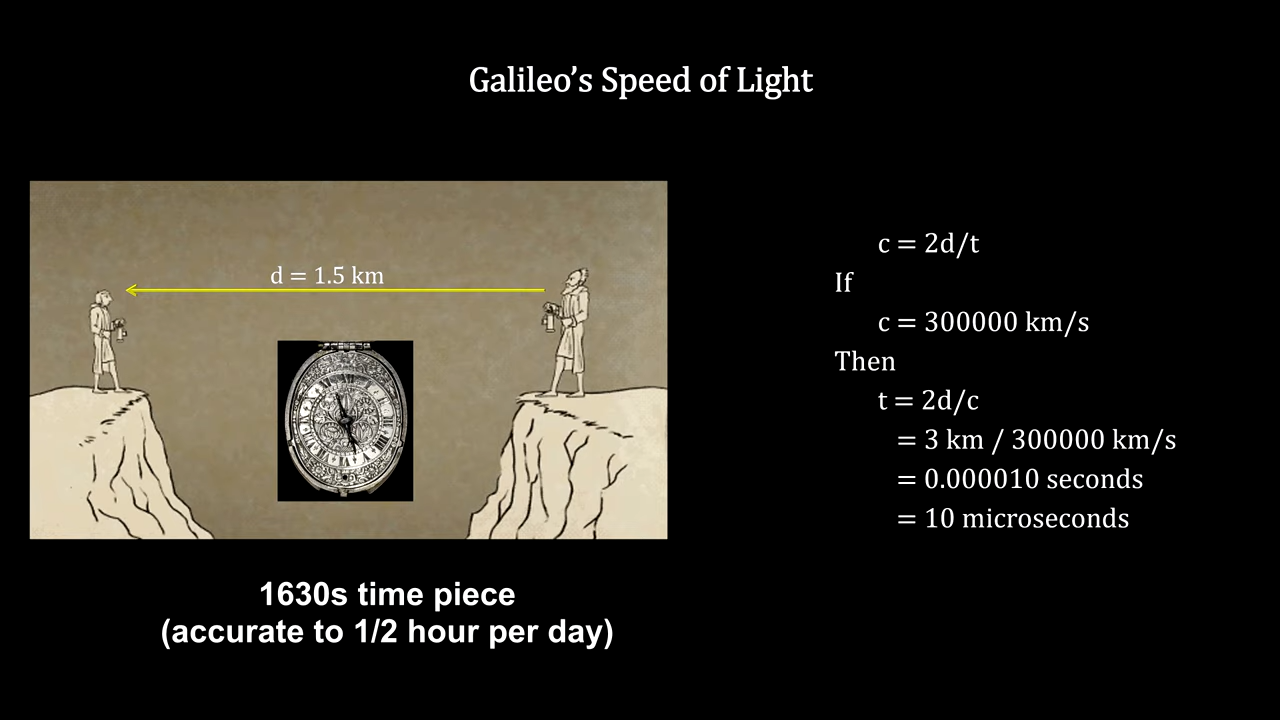 Galileo’s Speed of Light
d = 1.5 km
1630s time piece
(accurate to 1/2 hour per day)
c = 2d/t
If
c = 300000 km/s
Then
t = 2d/c
= 3 km / 300000 km/s
= 0.000010 seconds
= 10 microseconds